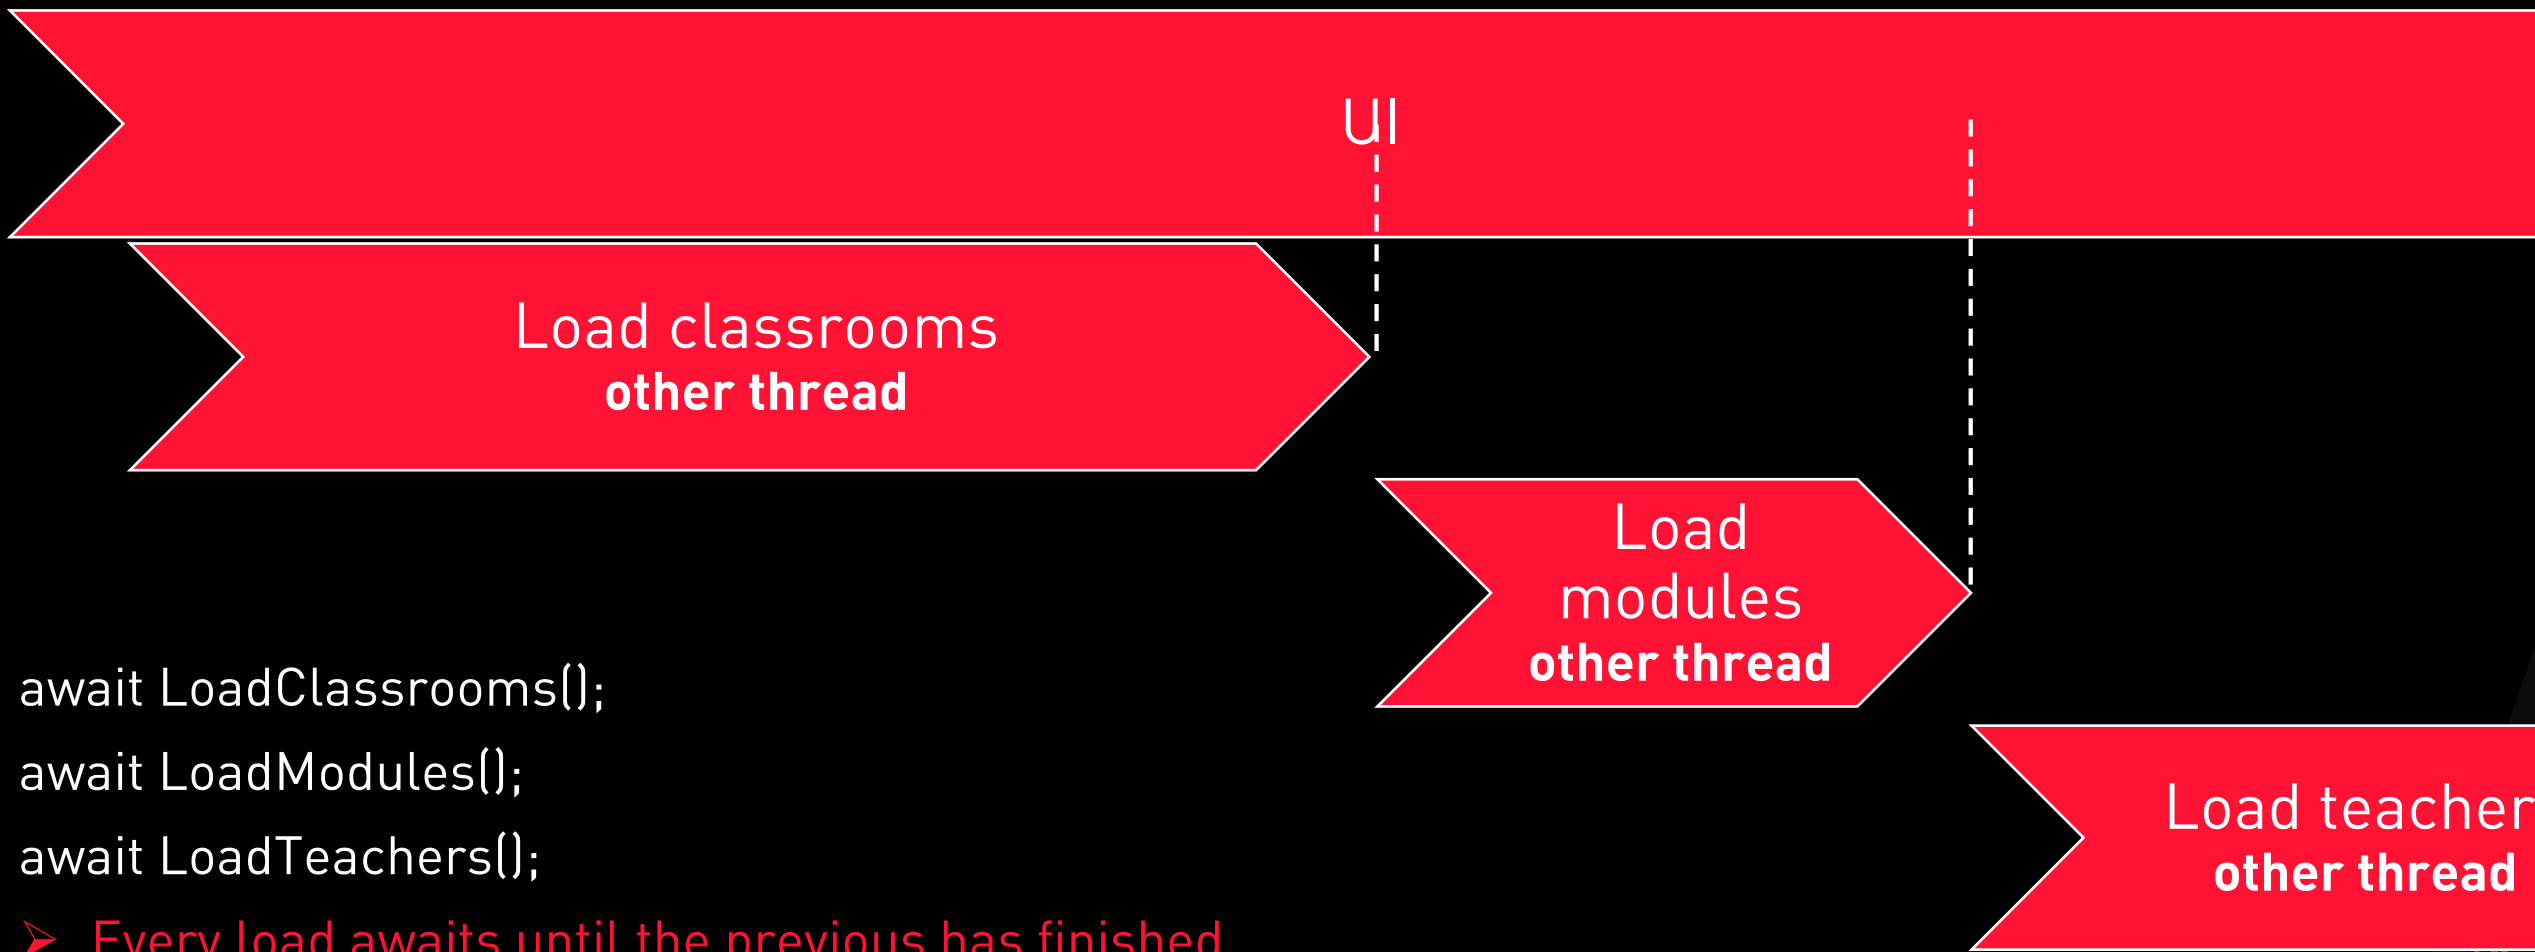 UI
Load classrooms
other thread
Load
modules
other thread
await LoadClassrooms();
await LoadModules();
await LoadTeachers();
Load teacher
other thread
➢ Every load awaits until the previous has finished